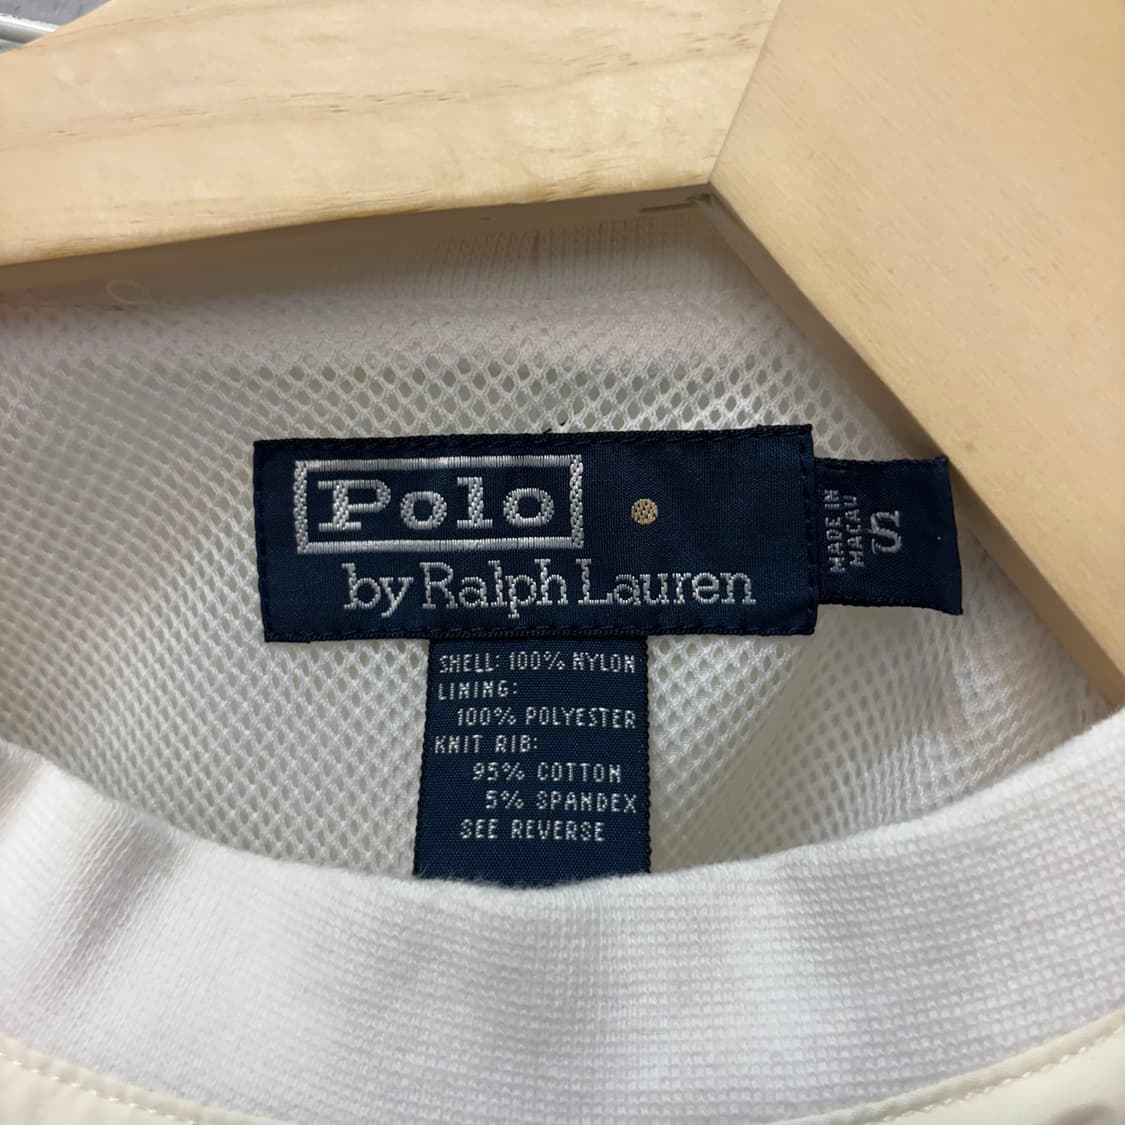 Polo
by Ralph Lauren
MADE IN
MACAU
S
SHELL: 100% NYLON
LINING:
100% POLYESTER
KNIT RIB:
95% COTTON
5% SPANDEX
SEE REVERSE